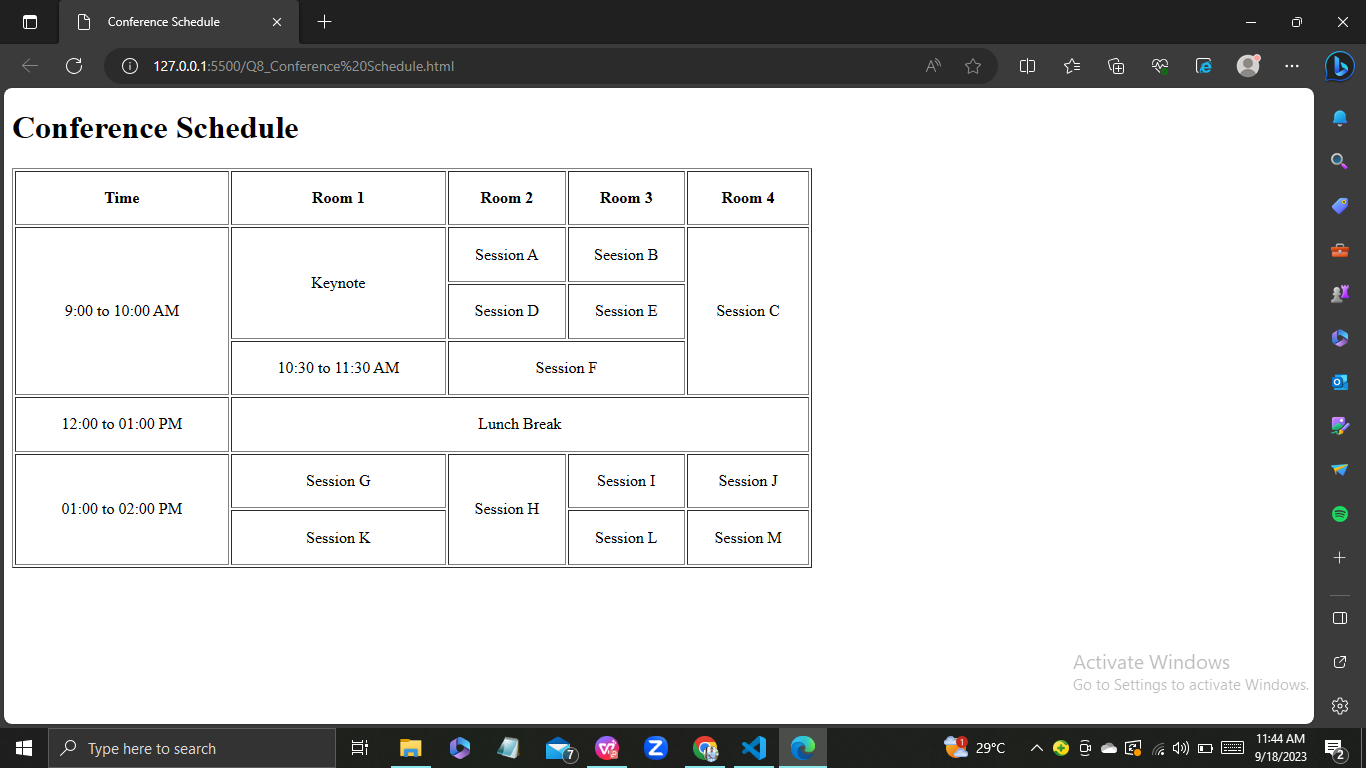 Conference Schedule
127.0.0.1:5500/Q8_Conference%20Schedule.html
Conference Schedule
Time Room 1 Room 2 Room 3 Room 4
9:00 to 10:00 AM Keynote Session A Seesion B Session C
Session D Session E
10:30 to 11:30 AM Session F
12:00 to 01:00 PM Lunch Break
01:00 to 02:00 PM Session G Session H Session I Session J
Session K Session L Session M
Activate Windows
Go to Settings to activate Windows.
Type here to search
7
1
29°C
11:44 AM
9/18/2023
2